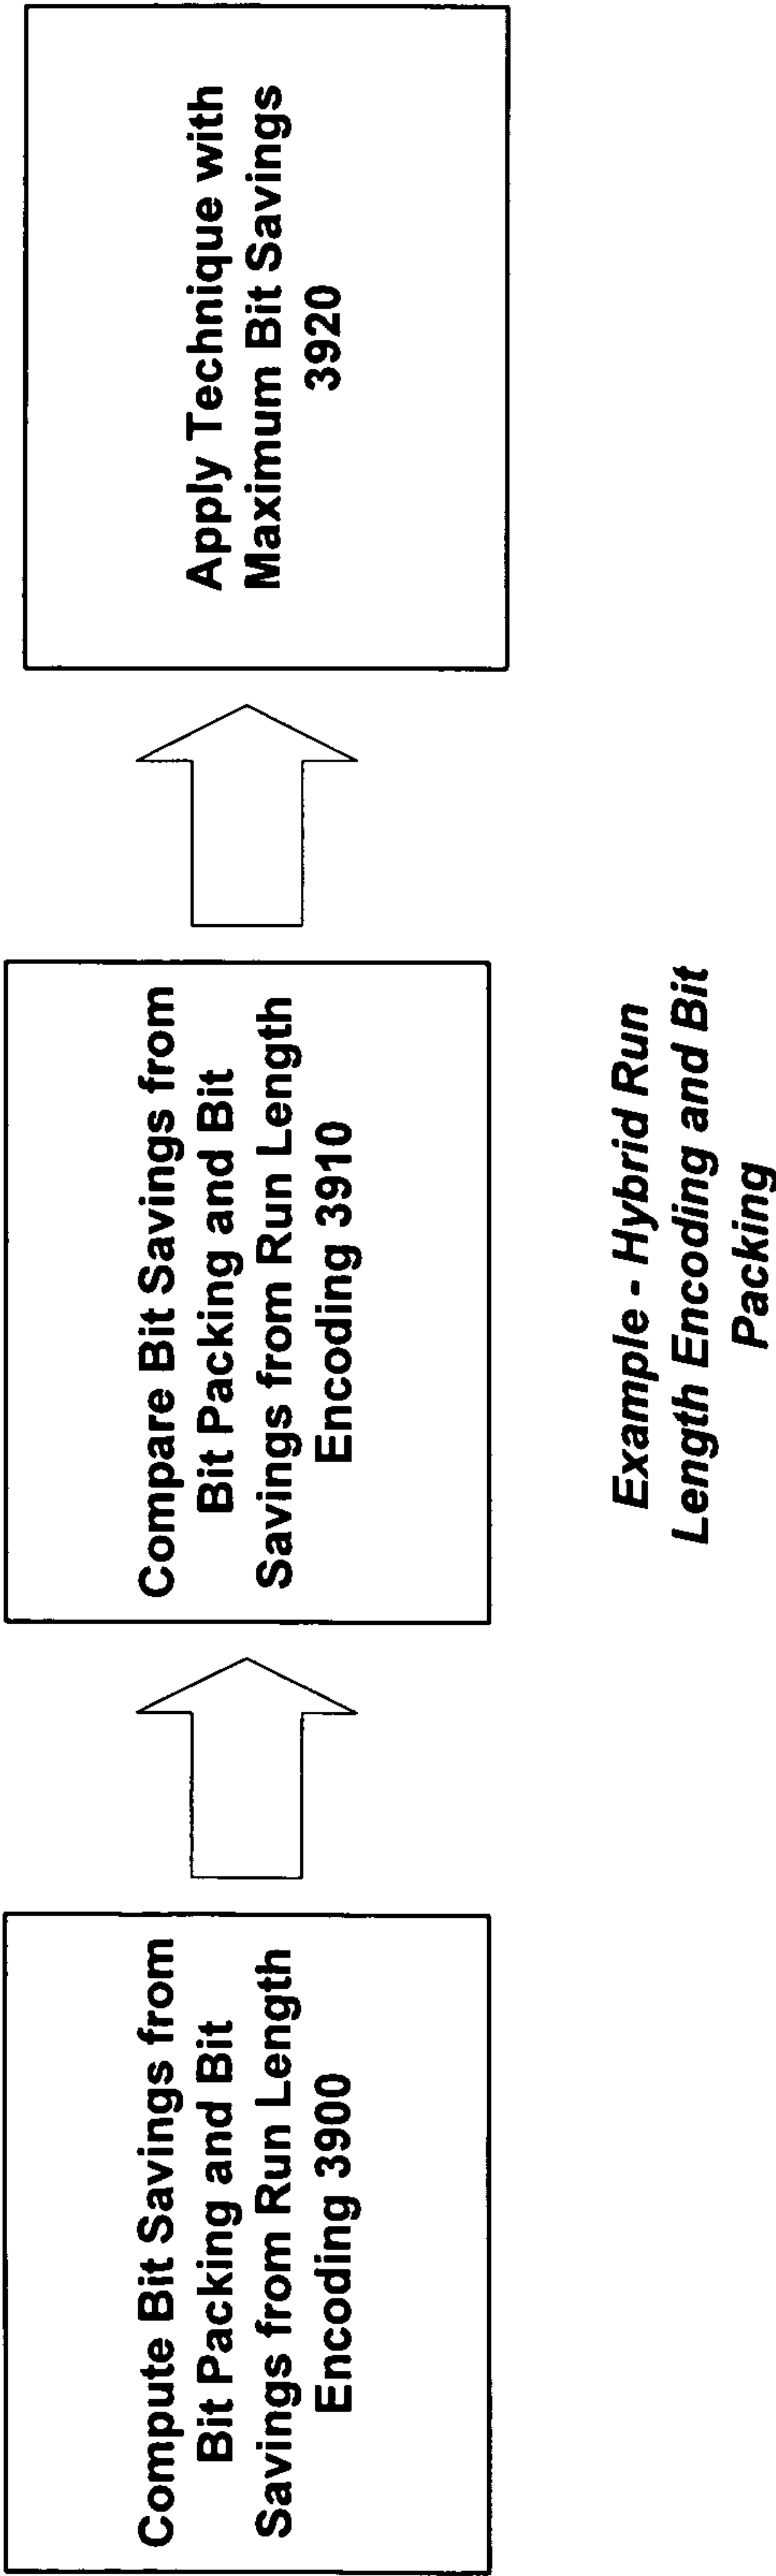 Compute Bit Savings from
Bit Packing and Bit
Savings from Run Length
Encoding 3900
Compare Bit Savings from
Bit Packing and Bit
Savings from Run Length
Encoding 3910
Apply Technique with
Maximum Bit Savings
3920
Example - Hybrid Run
Length Encoding and Bit
Packing